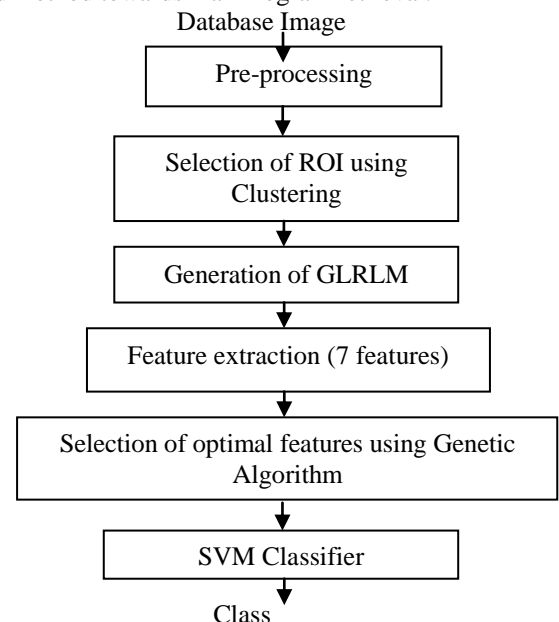 Database Image
Pre-processing
Selection of ROI using
Clustering
Generation of GLRLM
Feature extraction (7 features)
Selection of optimal features using Genetic
Algorithm
SVM Classifier
Class